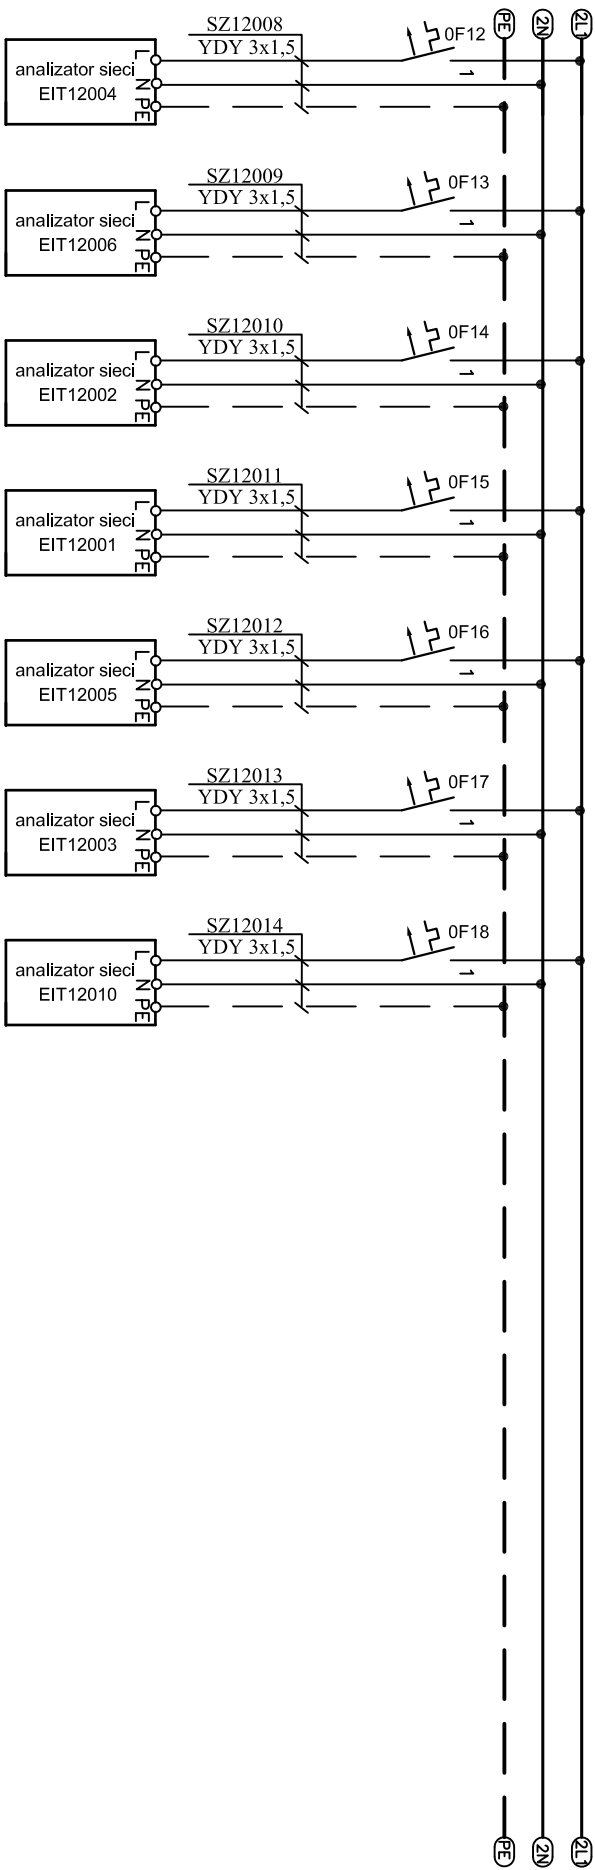 PE
2N
2L1
SZ12008
YDY 3x1,5
0F12
1
analizator sieci
EIT12004
L
N
PE
SZ12009
YDY 3x1,5
0F13
1
analizator sieci
EIT12006
L
N
PE
SZ12010
YDY 3x1,5
0F14
1
analizator sieci
EIT12002
L
N
PE
SZ12011
YDY 3x1,5
0F15
1
analizator sieci
EIT12001
L
N
PE
SZ12012
YDY 3x1,5
0F16
1
analizator sieci
EIT12005
L
N
PE
SZ12013
YDY 3x1,5
0F17
1
analizator sieci
EIT12003
L
N
PE
SZ12014
YDY 3x1,5
0F18
1
analizator sieci
EIT12010
L
N
PE
PE
2N
2L1